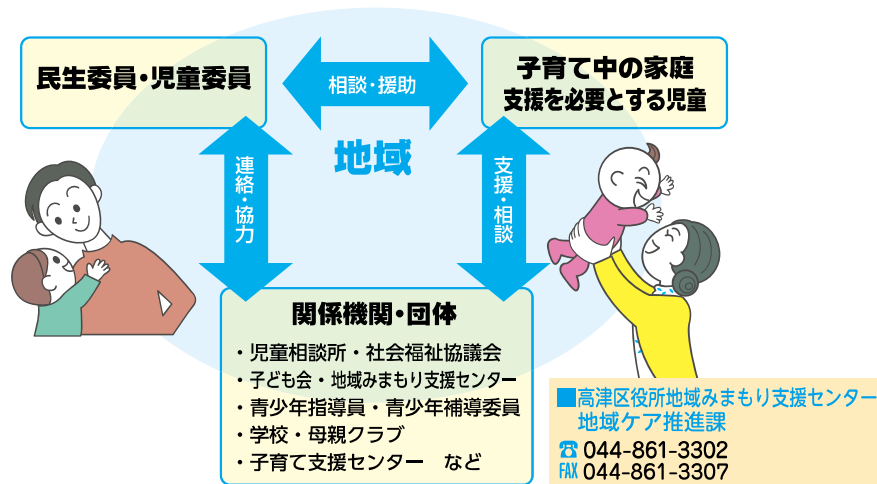 民生委員・児童委員
相談・援助
子育て中の家庭
支援を必要とする児童
地域
連絡・協力
支援・相談
関係機関・団体
・児童相談所・社会福祉協議会
・子ども会・地域みまもり支援センター
・青少年指導員・青少年補導委員
・学校・母親クラブ
・子育て支援センター　など
■高津区役所地域みまもり支援センター
地域ケア推進課
☎ 044-861-3302
FAX 044-861-3307